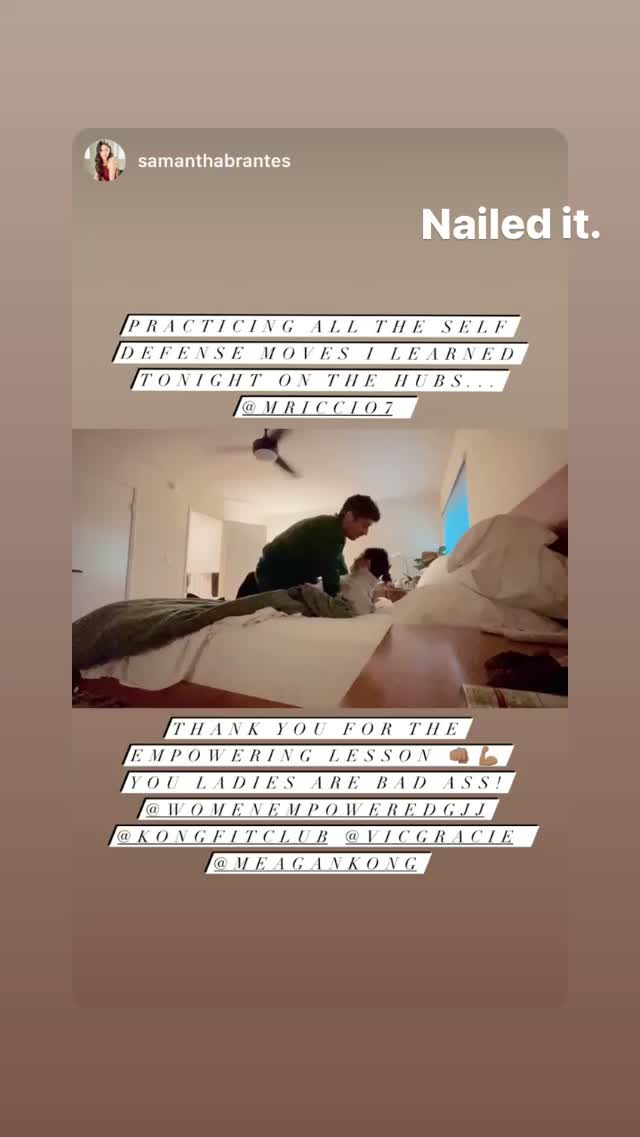 samanthabrantes
Nailed it.
PRACTICING ALL THE SELF
DEFENSE MOVES I LEARNED
TONIGHT ON THE HUBS...
@MRICCIO7
THANK YOU FOR THE
EMPOWERING LESSON 👊🏽💪🏽
YOU LADIES ARE BAD ASS!
@WOMENEMPOWEREDGJJ
@KONGFITCLUB @VICGRACIE
@MEAGANKONG